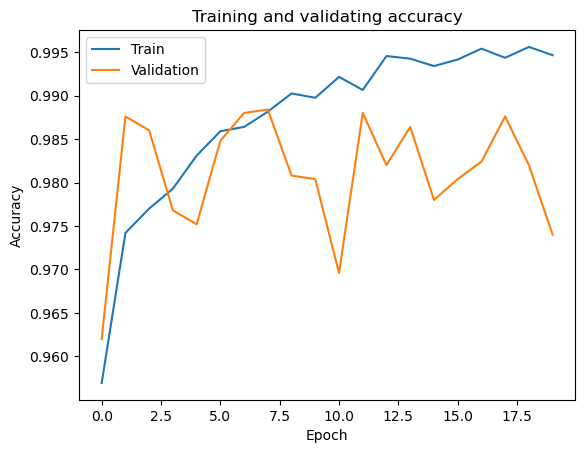 Training and validating accuracy
Train
Validation
0.995
0.990
0.985
0.980
0.975
0.970
0.965
0.960
Accuracy
0.0 2.5 5.0 7.5 10.0 12.5 15.0 17.5
Epoch